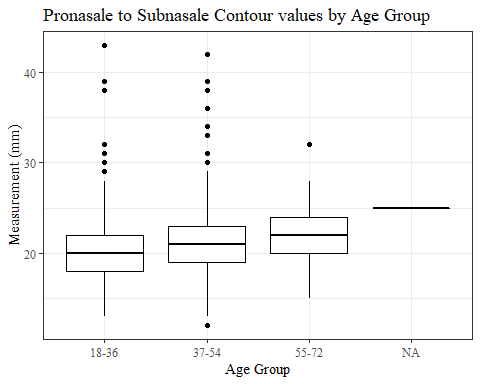 Pronasale to Subnasale Contour values by Age Group
Measurement (mm)
40
30
20
18-36 37-54 55-72 NA
Age Group